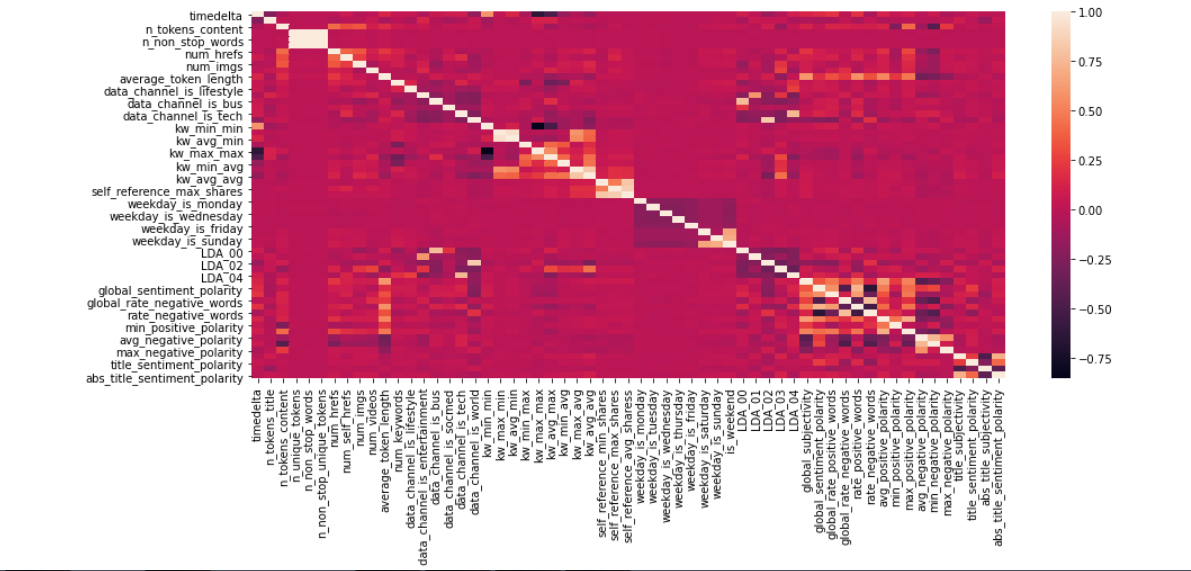 timedelta
n_tokens_content
n_non_stop_words
num_hrefs
num_imgs
average_token_length
data_channel_is_lifestyle
data_channel_is_bus
data_channel_is_tech
kw_min_min
kw_avg_min
kw_max_max
kw_min_avg
kw_avg_avg
self_reference_max_shares
weekday_is_monday
weekday_is_wednesday
weekday_is_friday
weekday_is_sunday
LDA_00
LDA_02
LDA_04
global_sentiment_polarity
global_rate_negative_words
rate_negative_words
min_positive_polarity
avg_negative_polarity
max_negative_polarity
title_sentiment_polarity
abs_title_sentiment_polarity
timedelta
n_tokens_title
n_tokens_content
n_unique_tokens
n_non_stop_words
n_non_stop_unique_tokens
num_hrefs
num_self_hrefs
num_imgs
num_videos
average_token_length
num_keywords
data_channel_is_lifestyle
data_channel_is_entertainment
data_channel_is_bus
data_channel_is_socmed
data_channel_is_tech
data_channel_is_world
kw_min_min
kw_max_min
kw_avg_min
kw_min_max
kw_max_max
kw_avg_max
kw_min_avg
kw_max_avg
kw_avg_avg
self_reference_min_shares
self_reference_max_shares
self_reference_avg_sharess
weekday_is_monday
weekday_is_tuesday
weekday_is_wednesday
weekday_is_thursday
weekday_is_friday
weekday_is_saturday
weekday_is_sunday
is_weekend
LDA_00
LDA_01
LDA_02
LDA_03
LDA_04
global_subjectivity
global_sentiment_polarity
global_rate_positive_words
global_rate_negative_words
rate_positive_words
rate_negative_words
avg_positive_polarity
min_positive_polarity
max_positive_polarity
avg_negative_polarity
min_negative_polarity
max_negative_polarity
title_subjectivity
title_sentiment_polarity
abs_title_subjectivity
abs_title_sentiment_polarity
1.00
0.75
0.50
0.25
0.00
−0.25
−0.50
−0.75